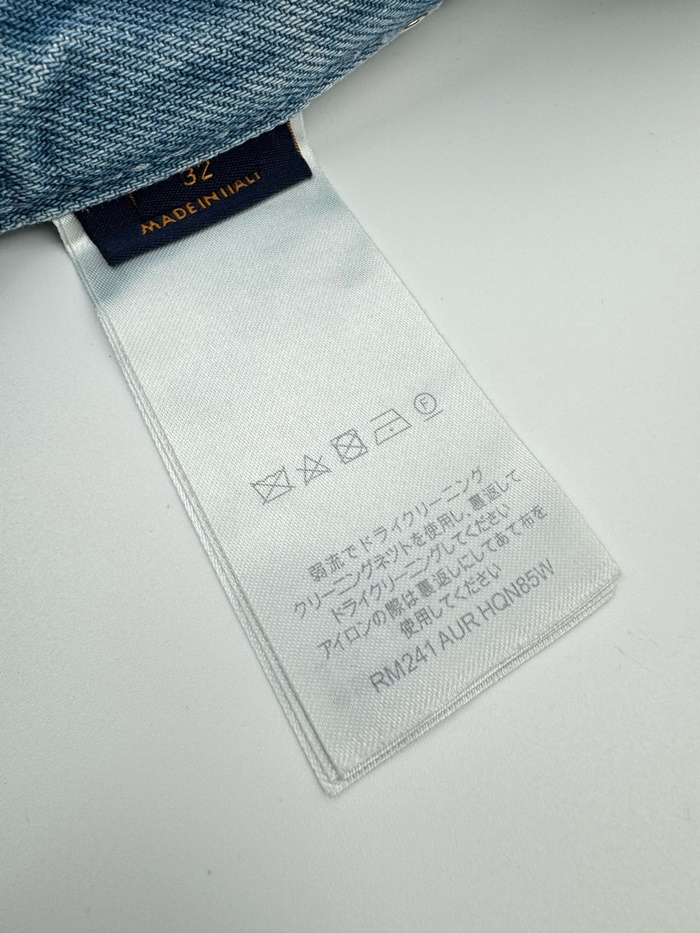 32
MADE IN ITALY
F
弱流でドライクリーニング
クリーニングネットを使用し、裏返して
ドライクリーニングしてください
アイロンの際は裏返しにしてあて布を
使用してください
RM241 AUR HQN85W